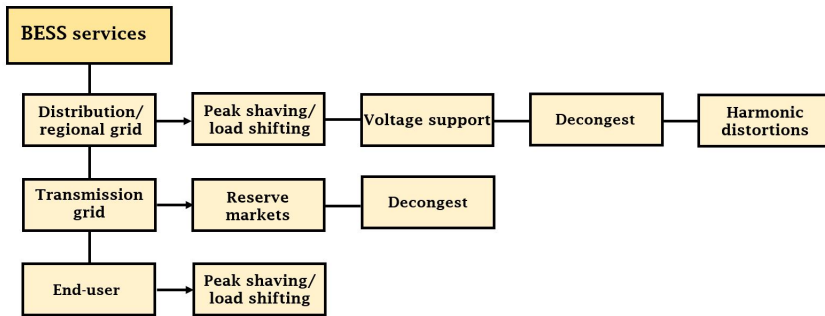 BESS services
Distribution/
regional grid
Peak shaving/
load shifting
Voltage support
Decongest
Harmonic
distortions
Transmission
grid
Reserve
markets
Decongest
End-user
Peak shaving/
load shifting